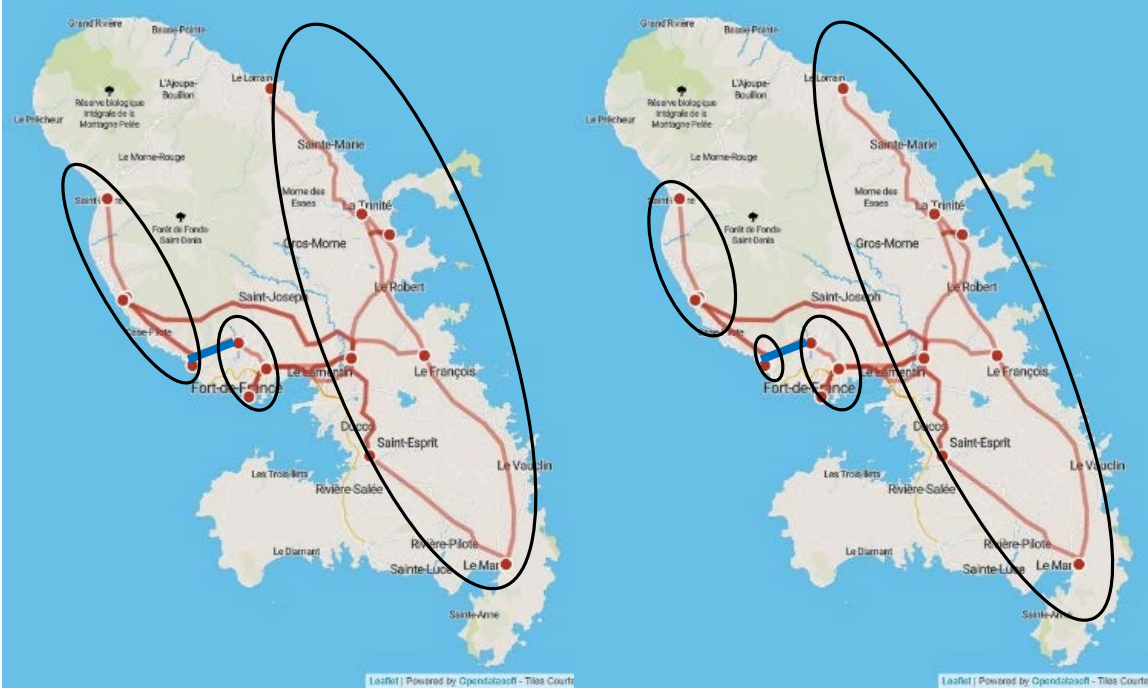 Grand'Rivière
Basse-Pointe
Le Lorrain
L'Ajoupa-
Bouillon
Réserve biologique
Intégrale de la
Montagne Pelée
Le Prêcheur
Sainte-Marie
Le Morne-Rouge
Morne des
Esses
La Trinité
Forêt de Fonds
Saint-Denis
Gros-Morne
Le Robert
Saint-Joseph
Case-Pilote
Le Lamentin
Le François
Fort-de-France
Ducos
Saint-Esprit
Le Vauclin
Les Trois-Ilets
Rivière-Salée
Rivière-Pilote
Le Diamant
Sainte-Luce
Le Mar
Sainte-Anne
Leaflet | Powered by Opendatasoft - Tiles Courte
Grand'Rivière
Basse-Pointe
Le Lorrain
L'Ajoupa-
Bouillon
Réserve biologique
Intégrale de la
Montagne Pelée
Le Prêcheur
Sainte-Marie
Le Morne-Rouge
Morne des
Esses
La Trinité
Forêt de Fonds
Saint-Denis
Gros-Morne
Le Robert
Saint-Joseph
Le Lamentin
Le François
Fort-de-France
Ducos
Saint-Esprit
Le Vauclin
Les Trois-Ilets
Rivière-Salée
Rivière-Pilote
Le Diamant
Sainte-Luce
Le Mar
Sainte-Anne
Leaflet | Powered by Opendatasoft - Tiles Courte